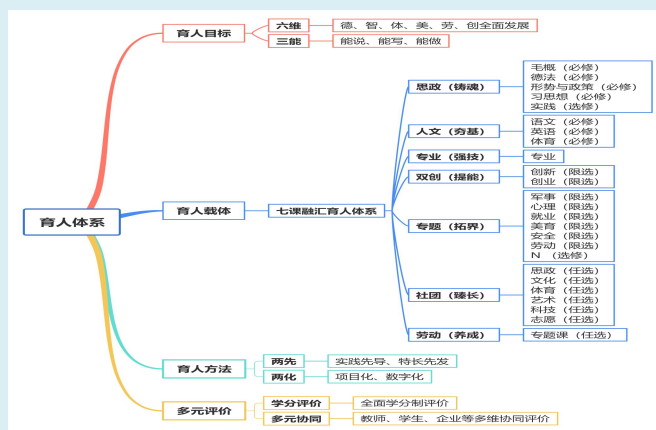 育人体系
育人目标
六维
德、智、体、美、劳、创全面发展
三能
能说、能写、能做
育人载体
七课融汇育人体系
思政（铸魂）
毛概（必修）
德法（必修）
形势与政策（必修）
习思想（必修）
实践（选修）
人文（夯基）
语文（必修）
英语（必修）
体育（必修）
专业（强技）
专业
双创（提能）
创新（限选）
创业（限选）
专题（拓界）
军事（限选）
心理（限选）
就业（限选）
美育（限选）
安全（限选）
劳动（限选）
N （选修）
社团（臻长）
思政（任选）
文化（任选）
体育（任选）
艺术（任选）
科技（任选）
志愿（任选）
劳动（养成）
专题课（任选）
育人方法
两先
实践先导、特长先发
两化
项目化、数字化
多元评价
学分评价
全面学分制评价
多元协同
教师、学生、企业等多维协同评价